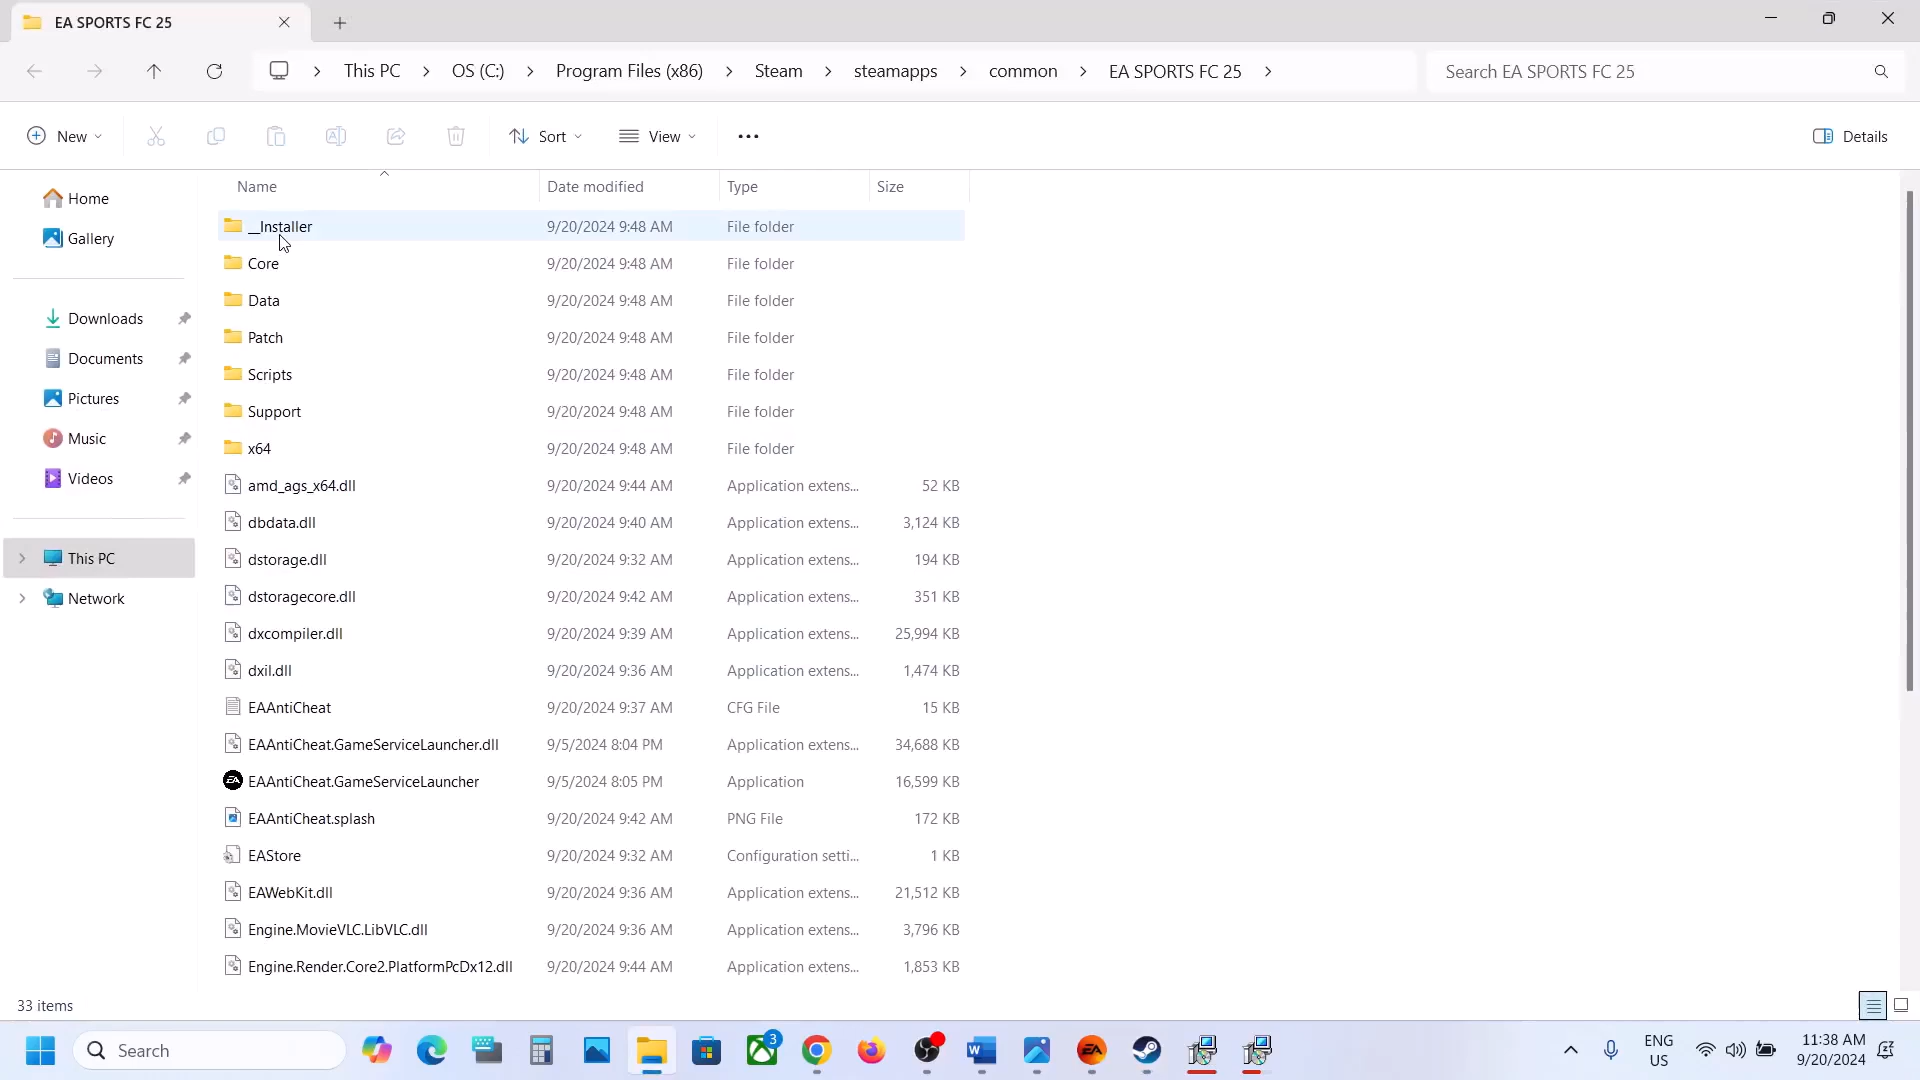 EA SPORTS FC 25
This PC > OS (C:) > Program Files (x86) > Steam > steamapps > common > EA SPORTS FC 25 >
Search EA SPORTS FC 25
New
Sort
View
Details
Name Date modified Type Size
Home
Gallery
Downloads
Documents
Pictures
Music
Videos
This PC
Network
__Installer 9/20/2024 9:48 AM File folder
Core 9/20/2024 9:48 AM File folder
Data 9/20/2024 9:48 AM File folder
Patch 9/20/2024 9:48 AM File folder
Scripts 9/20/2024 9:48 AM File folder
Support 9/20/2024 9:48 AM File folder
x64 9/20/2024 9:48 AM File folder
amd_ags_x64.dll 9/20/2024 9:44 AM Application extens... 52 KB
dbdata.dll 9/20/2024 9:40 AM Application extens... 3,124 KB
dstorage.dll 9/20/2024 9:32 AM Application extens... 194 KB
dstoragecore.dll 9/20/2024 9:42 AM Application extens... 351 KB
dxcompiler.dll 9/20/2024 9:39 AM Application extens... 25,994 KB
dxil.dll 9/20/2024 9:36 AM Application extens... 1,474 KB
EAAntiCheat 9/20/2024 9:37 AM CFG File 15 KB
EAAntiCheat.GameServiceLauncher.dll 9/5/2024 8:04 PM Application extens... 34,688 KB
EAAntiCheat.GameServiceLauncher 9/5/2024 8:05 PM Application 16,599 KB
EAAntiCheat.splash 9/20/2024 9:42 AM PNG File 172 KB
EAStore 9/20/2024 9:32 AM Configuration setti... 1 KB
EAWebKit.dll 9/20/2024 9:36 AM Application extens... 21,512 KB
Engine.MovieVLC.LibVLC.dll 9/20/2024 9:36 AM Application extens... 3,796 KB
Engine.Render.Core2.PlatformPcDx12.dll 9/20/2024 9:44 AM Application extens... 1,853 KB
33 items
Search
3
ENG
US
11:38 AM
9/20/2024